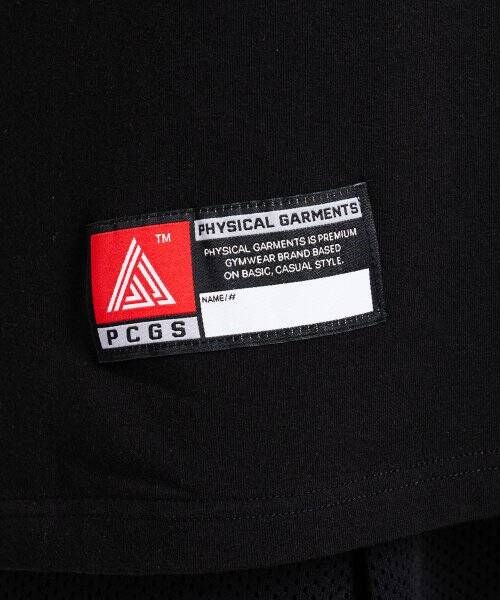 ™
PCGS
PHYSICAL GARMENTS
PHYSICAL GARMENTS IS PREMIUM
GYMWEAR BRAND BASED
ON BASIC, CASUAL STYLE.
NAME/#